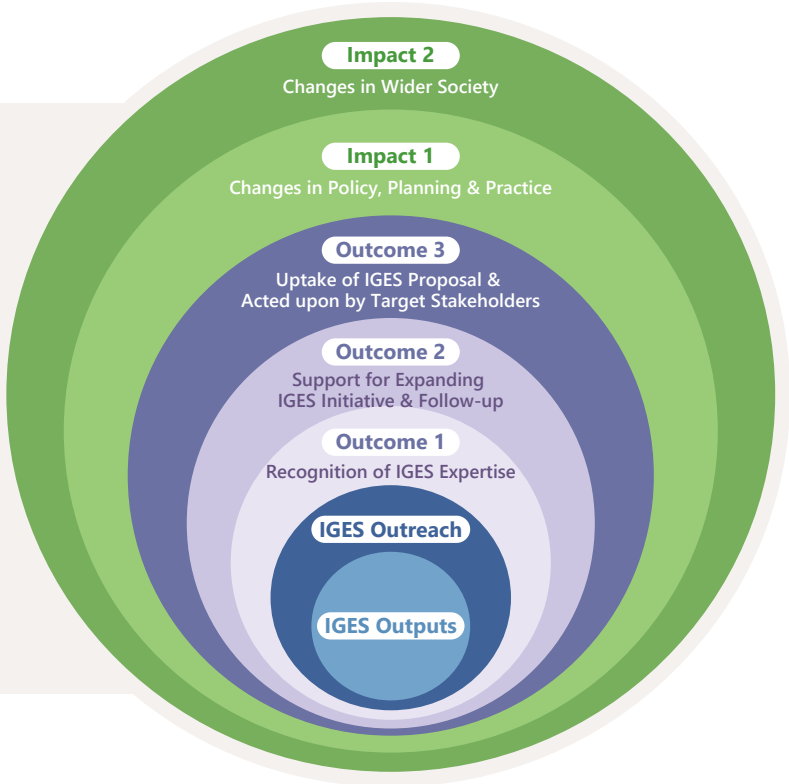 Impact 2
Changes in Wider Society
Impact 1
Changes in Policy, Planning & Practice
Outcome 3
Uptake of IGES Proposal &
Acted upon by Target Stakeholders
Outcome 2
Support for Expanding
IGES Initiative & Follow-up
Outcome 1
Recognition of IGES Expertise
IGES Outreach
IGES Outputs